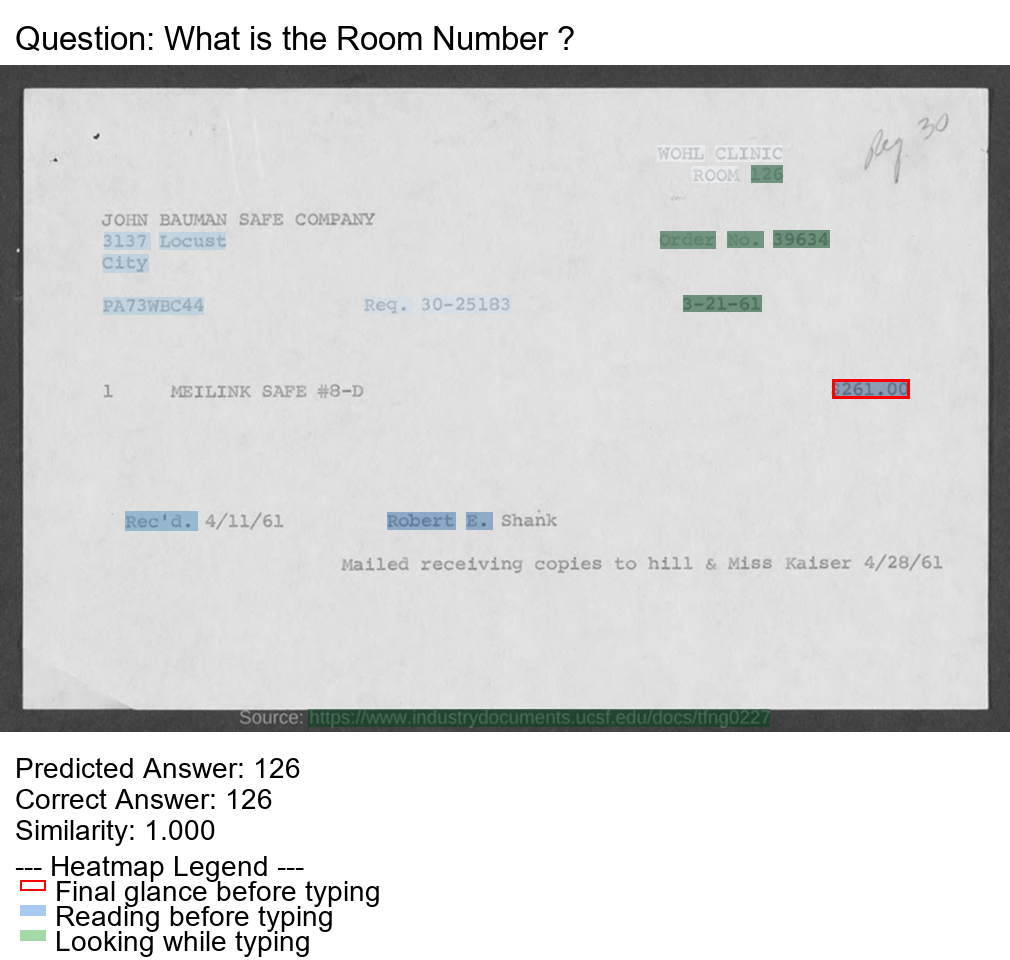 Question: What is the Room Number ?
Reg. 30
WOHL CLINIC
ROOM 126
JOHN BAUMAN SAFE COMPANY
3137 Locust
Order No. 39634
City
PA73WBC44 Req. 30-25183 3-21-61
1 MEILINK SAFE #8-D $261.00
Rec'd. 4/11/61 Robert E. Shank
Mailed receiving copies to hill & Miss Kaiser 4/28/61
Source: https://www.industrydocuments.ucsf.edu/docs/tfng0227
Predicted Answer: 126
Correct Answer: 126
Similarity: 1.000
--- Heatmap Legend ---
Final glance before typing
Reading before typing
Looking while typing